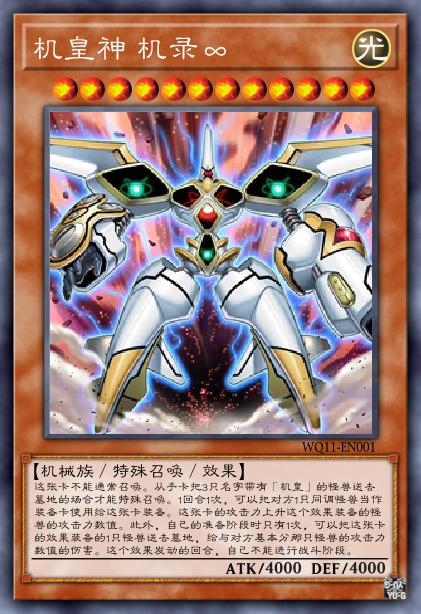 机皇神 机录∞
光
WQ11-EN001
【机械族／特殊召唤／效果】
这张卡不能通常召唤。从手卡把3只名字带有「机皇」的怪兽送去
墓地的场合才能特殊召唤。1回合1次，可以把对方1只同调怪兽当作
装备卡使用给这张卡装备。这张卡的攻击力上升这个效果装备的怪
兽的攻击力数值。此外，自己的准备阶段时只有1次，可以把这张卡
的效果装备的1只怪兽送去墓地，给与对方基本分那只怪兽的攻击力
数值的伤害。这个效果发动的回合，自己不能进行战斗阶段。
ATK/4000 DEF/4000